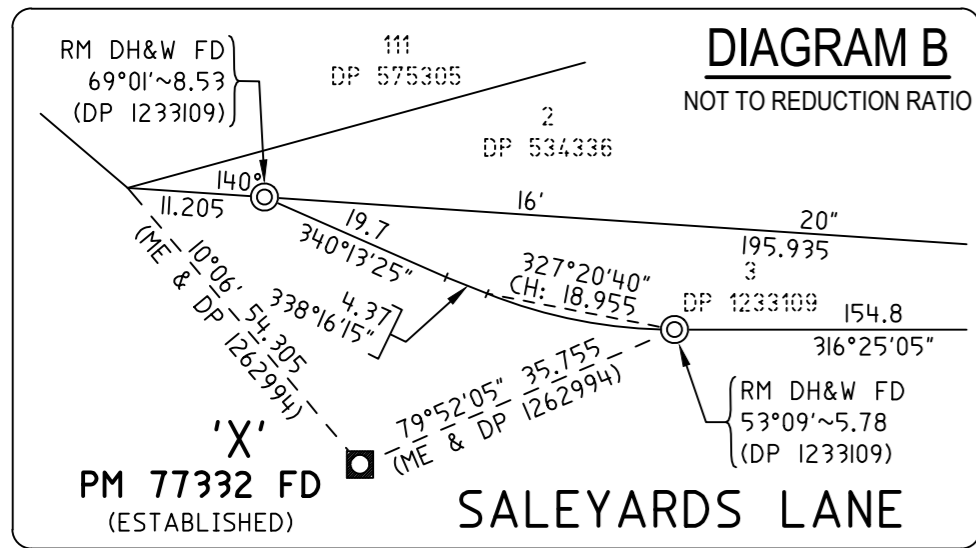 DIAGRAM B
NOT TO REDUCTION RATIO
RM DH&W FD
69°01'~8.53
(DP 1233109)
111
DP 575305
2
DP 534336
140°
16'
20"
11.205
195.935
19.7
340°13'25"
4.37
338°16'15"
327°20'40"
CH: 18.955
3
DP 1233109
154.8
316°25'05"
10°06' 54.305
(ME & DP 1262994)
79°52'05" 35.755
(ME & DP 1262994)
RM DH&W FD
53°09'~5.78
(DP 1233109)
'X'
PM 77332 FD
(ESTABLISHED)
SALEYARDS LANE